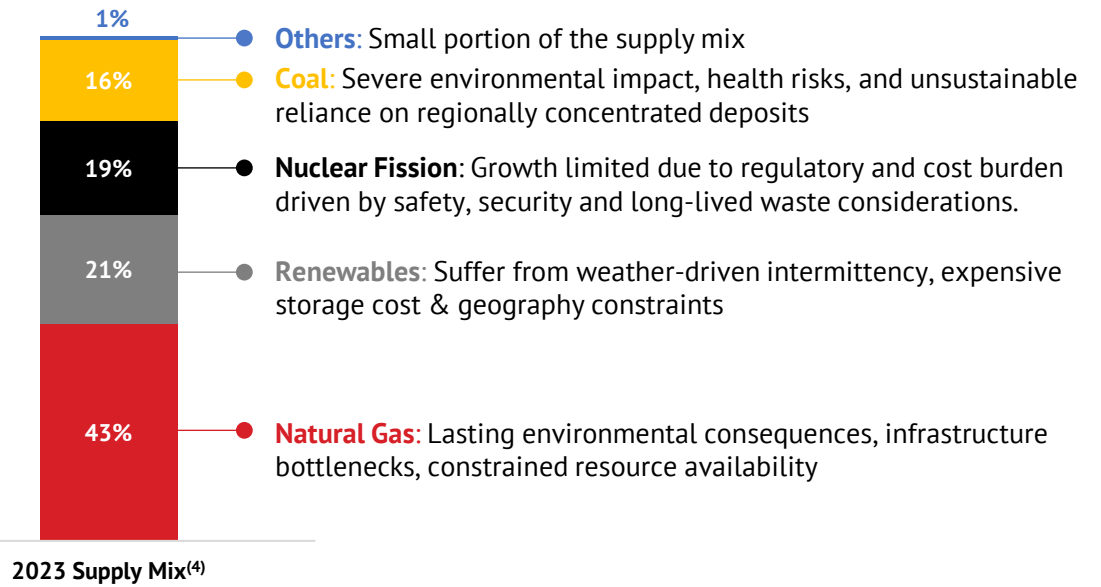 1%
Others: Small portion of the supply mix
16%
Coal: Severe environmental impact, health risks, and unsustainable
reliance on regionally concentrated deposits
19%
Nuclear Fission: Growth limited due to regulatory and cost burden
driven by safety, security and long-lived waste considerations.
21%
Renewables: Suffer from weather-driven intermittency, expensive
storage cost & geography constraints
43%
Natural Gas: Lasting environmental consequences, infrastructure
bottlenecks, constrained resource availability
2023 Supply Mix(4)